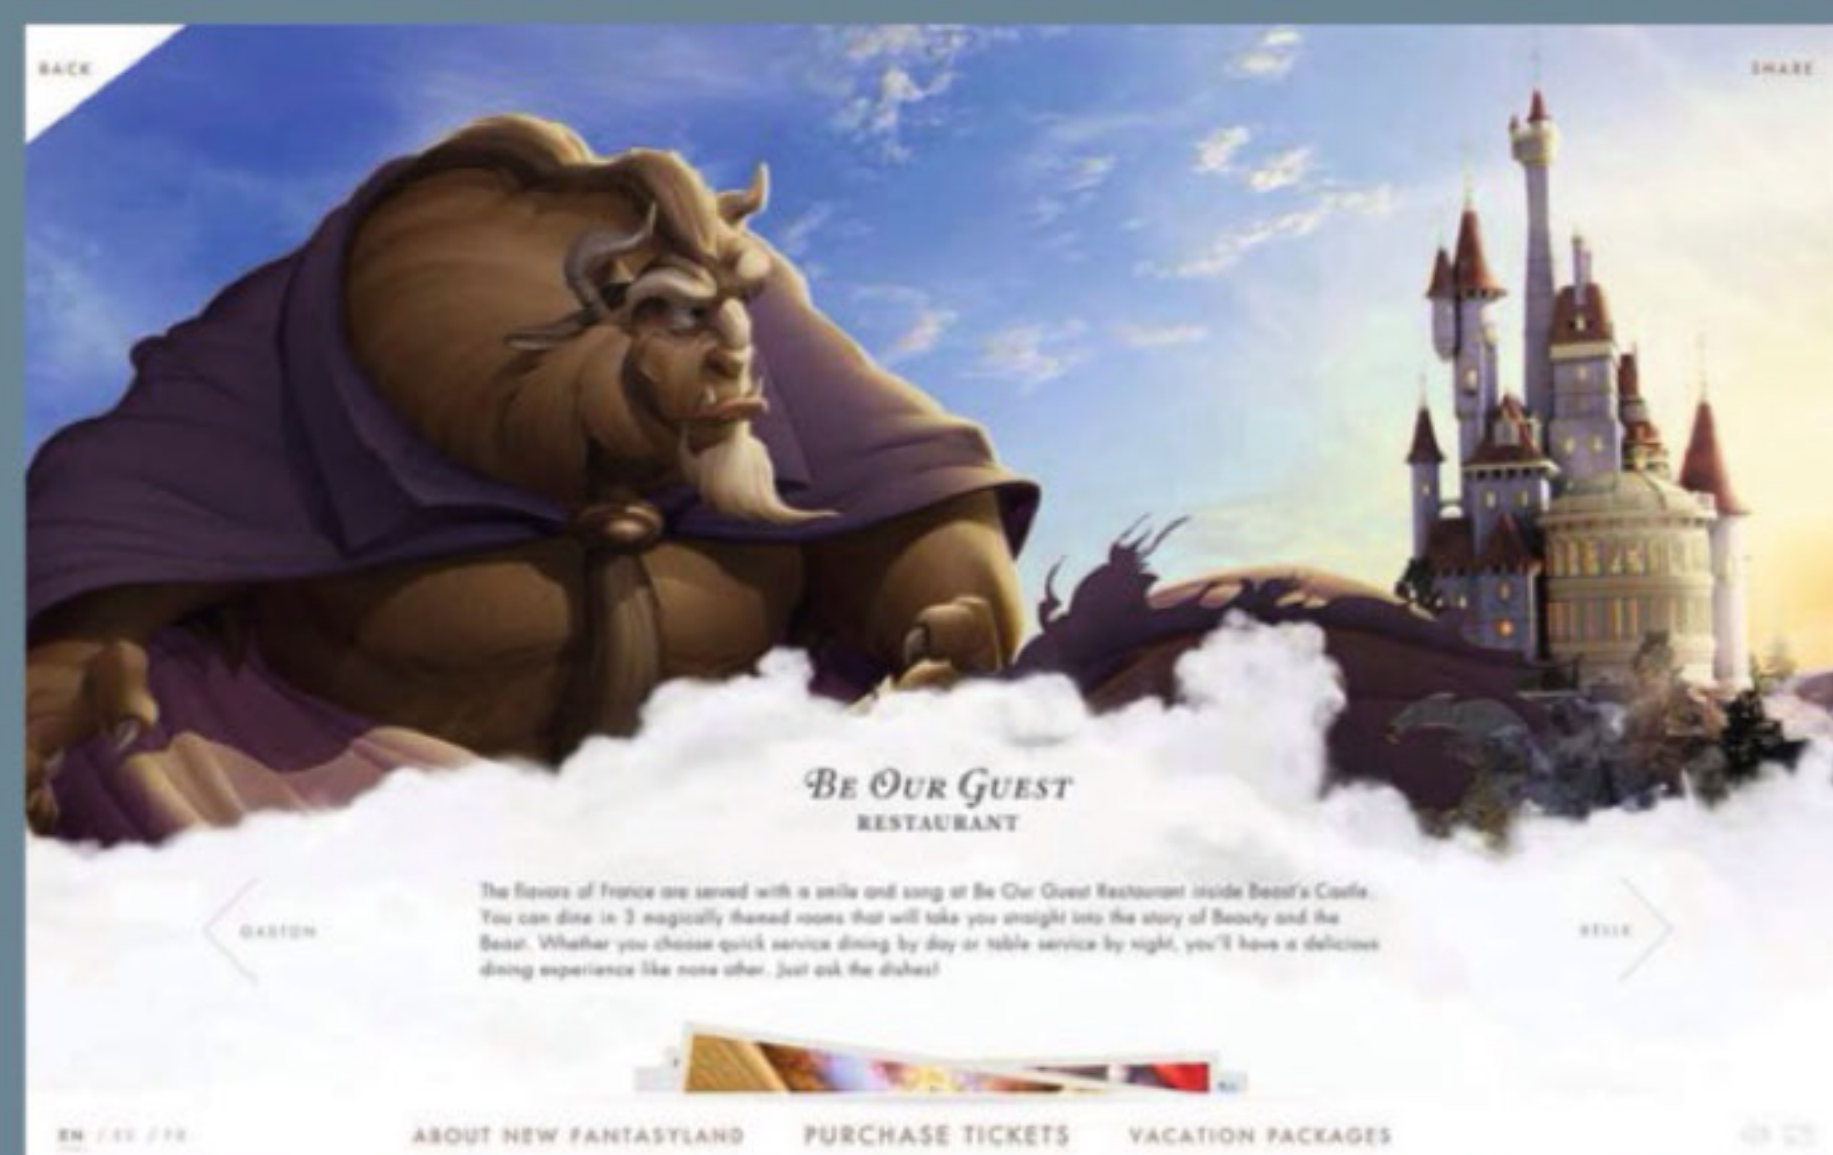 BACK
SHARE
BE OUR GUEST
RESTAURANT
The flavors of France are served with a smile and song at Be Our Guest Restaurant inside Beast's Castle.
You can dine in 3 magically themed rooms that will take you straight into the story of Beauty and the
Beast. Whether you choose quick service dining by day or table service by night, you'll have a delicious
dining experience like none other. Just ask the dishes!
GASTON
BELLE
EN / ES / FR
ABOUT NEW FANTASYLAND
PURCHASE TICKETS
VACATION PACKAGES